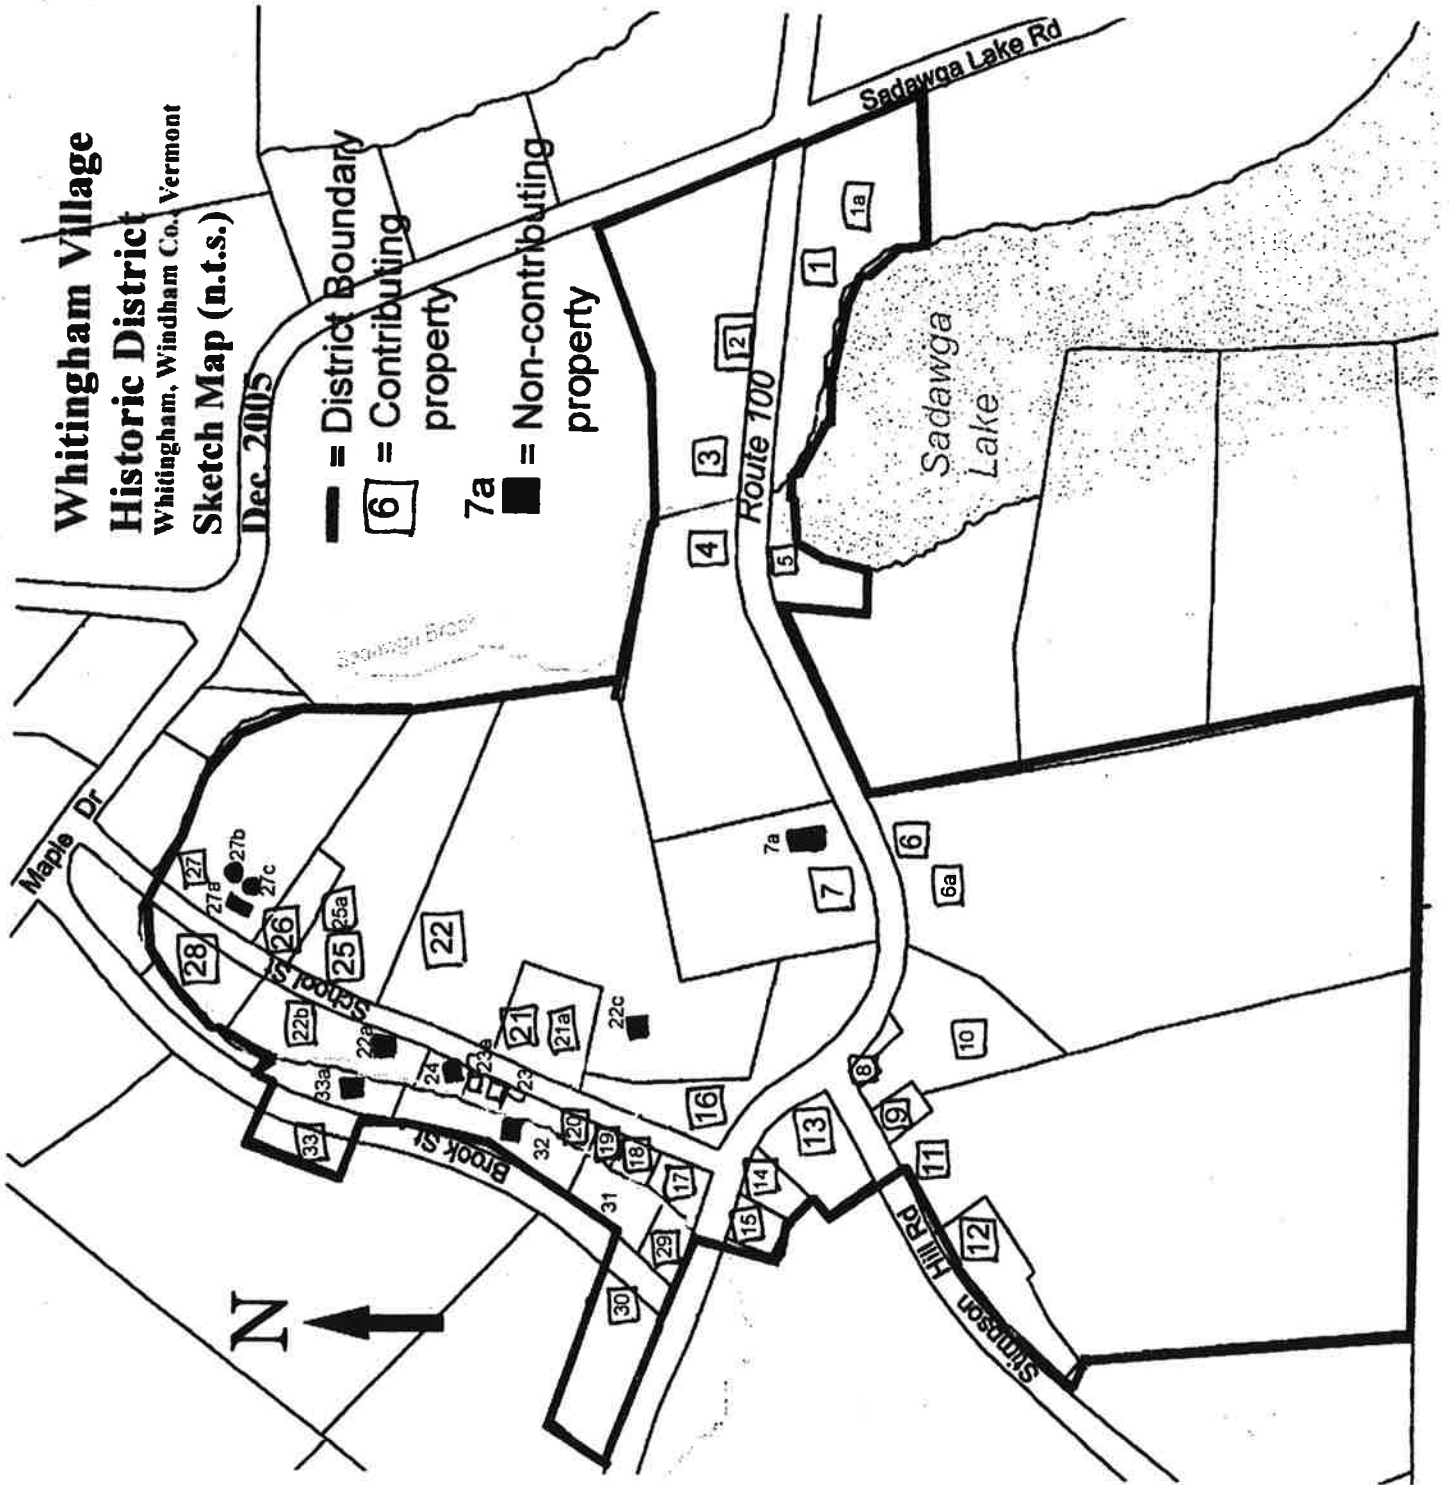 Whitingham Village
Historic District
Whitingham, Windham Co., Vermont
Sketch Map (n.t.s.)
Dec. 2005
= District Boundary
6 = Contributing
property
7a
= Non-contributing
property
N
Maple Dr
School St
Brook St
Route 100
Sadawga Lake Rd
Sadawga
Lake
Stimpson Hill Rd
1
1a
2
3
4
5
6
6a
7
7a
8
9
10
11
12
13
14
15
16
17
18
19
20
21
21a
22
22a
22b
22c
23
23a
24
25
25a
26
27
27a
27b
27c
28
29
30
31
32
33
33a